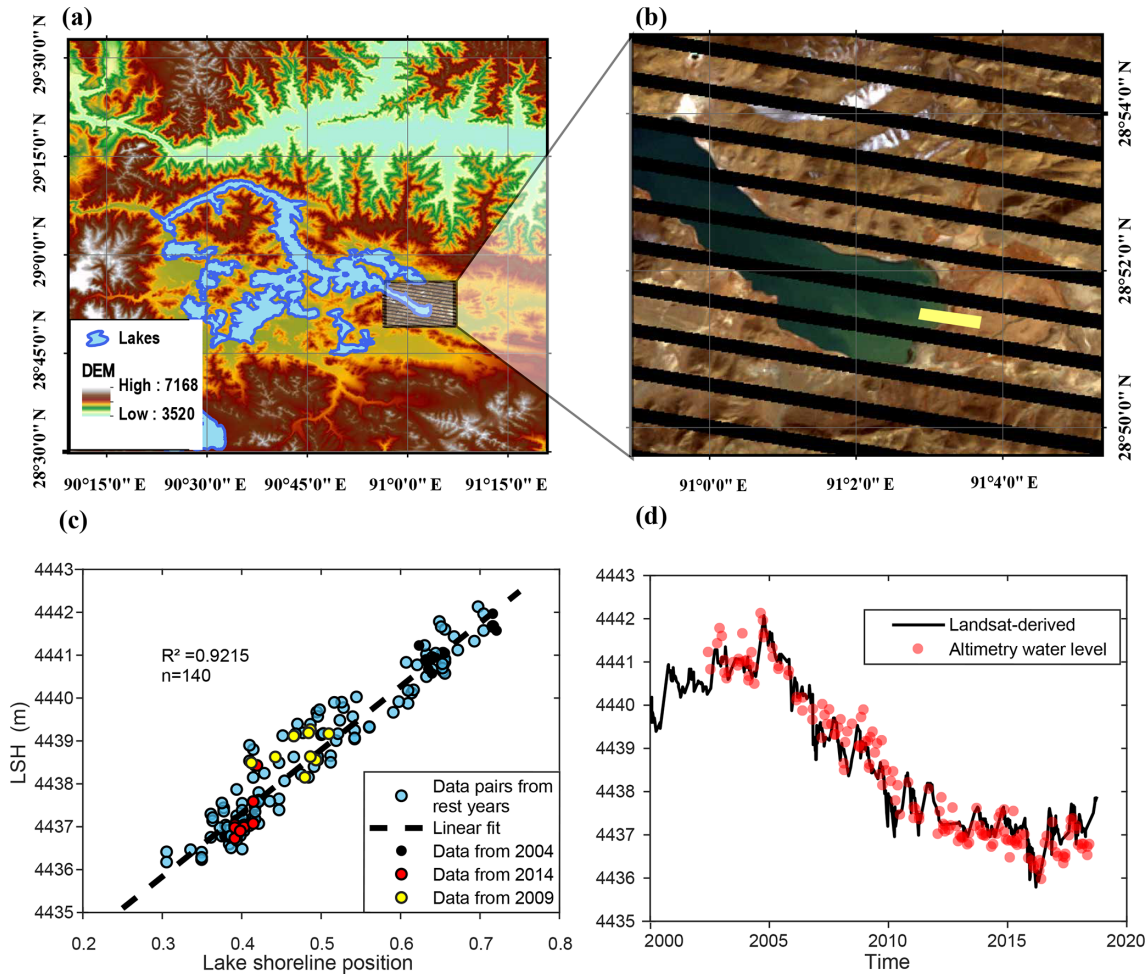 (a)
29°30'0'' N
29°15'0'' N
29°0'0'' N
28°45'0'' N
28°30'0'' N
Lakes
DEM
High : 7168
Low : 3520
90°15'0'' E
90°30'0'' E
90°45'0'' E
91°0'0'' E
91°15'0'' E
(b)
28°54'0'' N
28°52'0'' N
28°50'0'' N
91°0'0'' E
91°2'0'' E
91°4'0'' E
(c)
4443
4442
4441
4440
4439
4438
4437
4436
4435
LSH (m)
R² =0.9215
n=140
Data pairs from
rest years
Linear fit
Data from 2004
Data from 2014
Data from 2009
0.2
0.3
0.4
0.5
0.6
0.7
0.8
Lake shoreline position
(d)
4443
4442
4441
4440
4439
4438
4437
4436
4435
Landsat-derived
Altimetry water level
2000
2005
2010
2015
2020
Time